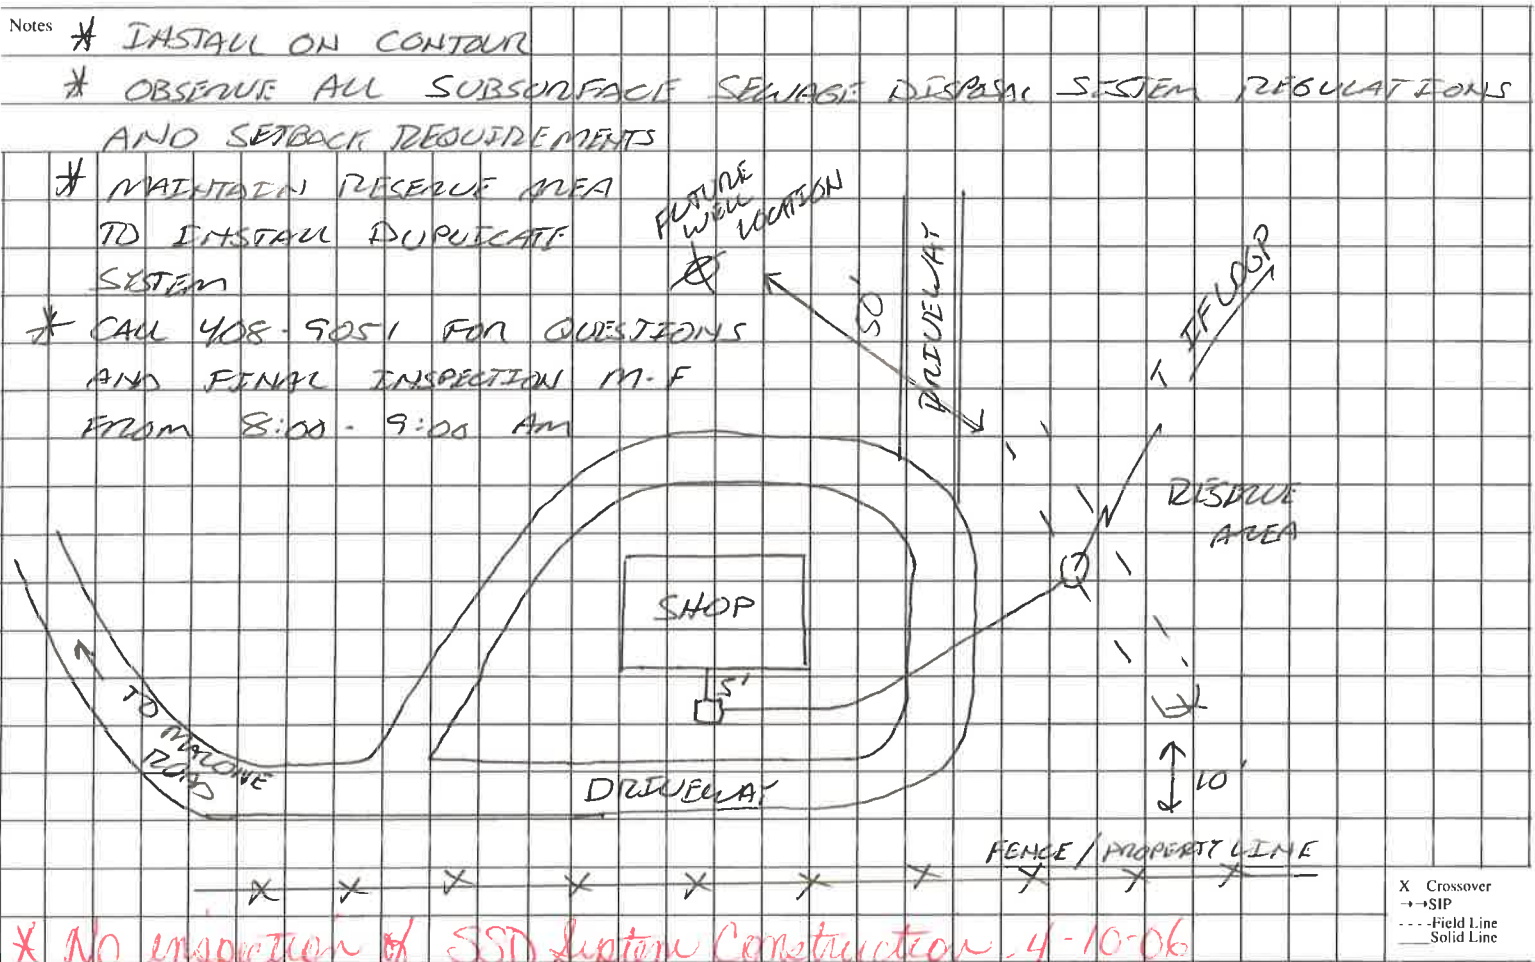 Notes * INSTALL ON CONTOUR
* OBSERVE ALL SUBSURFACE SEWAGE DISPOSAL SYSTEM REGULATIONS
AND SETBACK REQUIREMENTS
* MAINTAIN RESERVE AREA
TO INSTALL DUPLICATE
SYSTEM
* CALL 408-9051 FOR QUESTIONS
AND FINAL INSPECTION M-F
FROM 8:00 - 9:00 AM
FUTURE
WELL
LOCATION
50'
DRIVEWAY
IF LOOP
RESERVE
AREA
SHOP
5'
TO MALONE
ROAD
DRIVEWAY
10'
FENCE / PROPERTY LINE
X Crossover
SIP
- - - -Field Line
___Solid Line
* No inspection of SSD System Construction 4-10-06